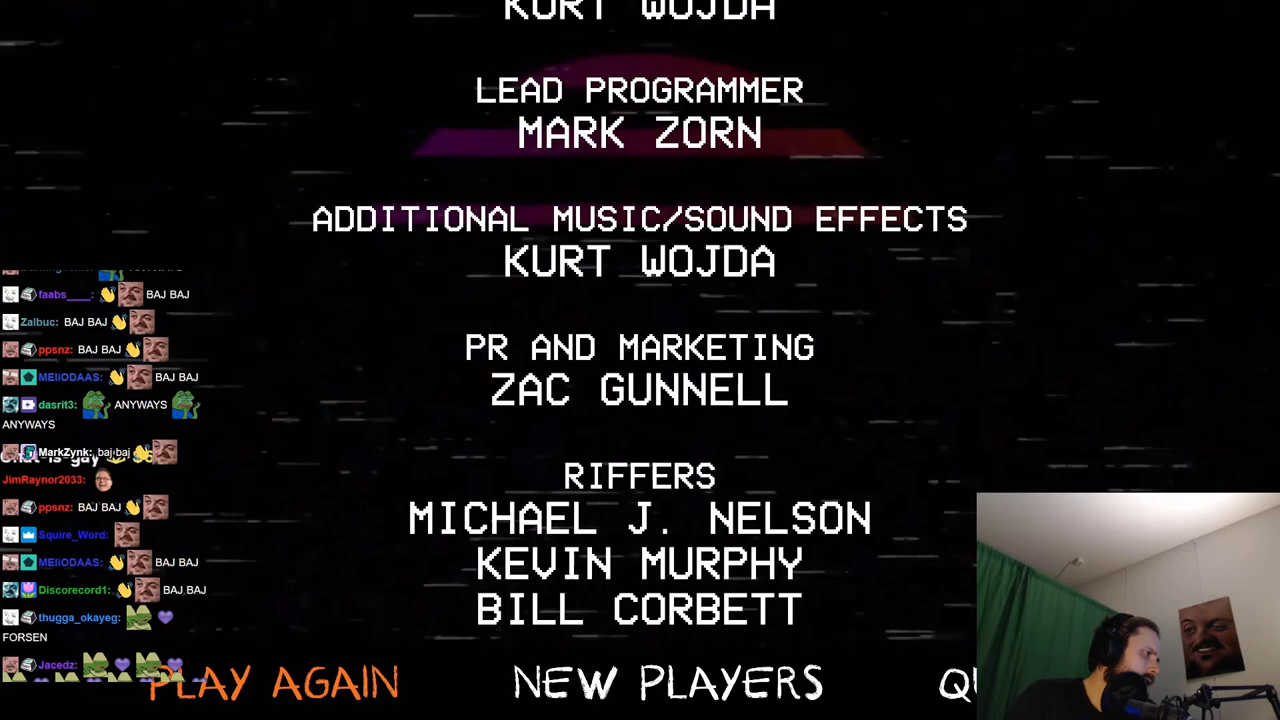 KURT WOJDA
LEAD PROGRAMMER
MARK ZORN
ADDITIONAL MUSIC/SOUND EFFECTS
KURT WOJDA
PR AND MARKETING
ZAC GUNNELL
RIFFERS
MICHAEL J. NELSON
KEVIN MURPHY
BILL CORBETT
PLAY AGAIN
NEW PLAYERS
faabs____: BAJ BAJ
Zalbuc: BAJ BAJ
ppsnz: BAJ BAJ
MEliODAAS: BAJ BAJ
dasrit3: ANYWAYS
ANYWAYS
MarkZynk: baj baj
JimRaynor2033:
ppsnz: BAJ BAJ
Squire_Word:
MEliODAAS: BAJ BAJ
Discorecord1: BAJ BAJ
thugga_okayeg:
FORSEN
Jacedz: